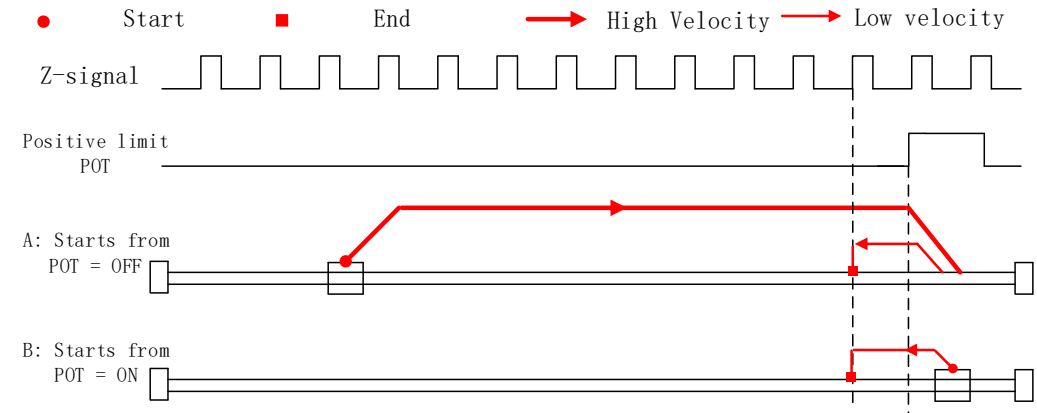 Start End High Velocity Low velocity
Z-signal
Positive limit
POT
A: Starts from
POT = OFF
B: Starts from
POT = ON